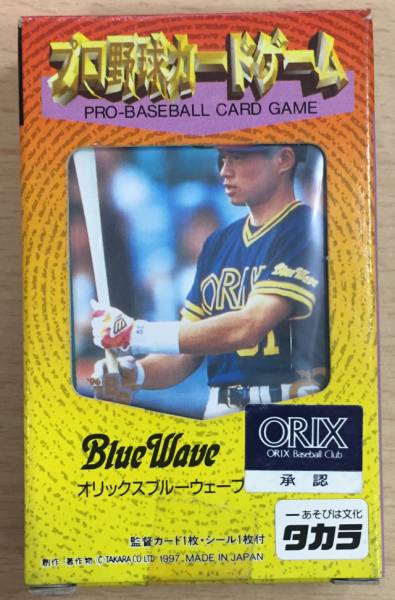 プロ野球カードゲーム
PRO-BASEBALL CARD GAME
Blue Wave
ORIX
51
Blue Wave
オリックスブルーウェーブ
ORIX
ORIX Baseball Club
承認
あそびは文化
タカラ
監督カード1枚・シール1枚付
創作「著作物」 © TAKARA CO LTD 1997, MADE IN JAPAN